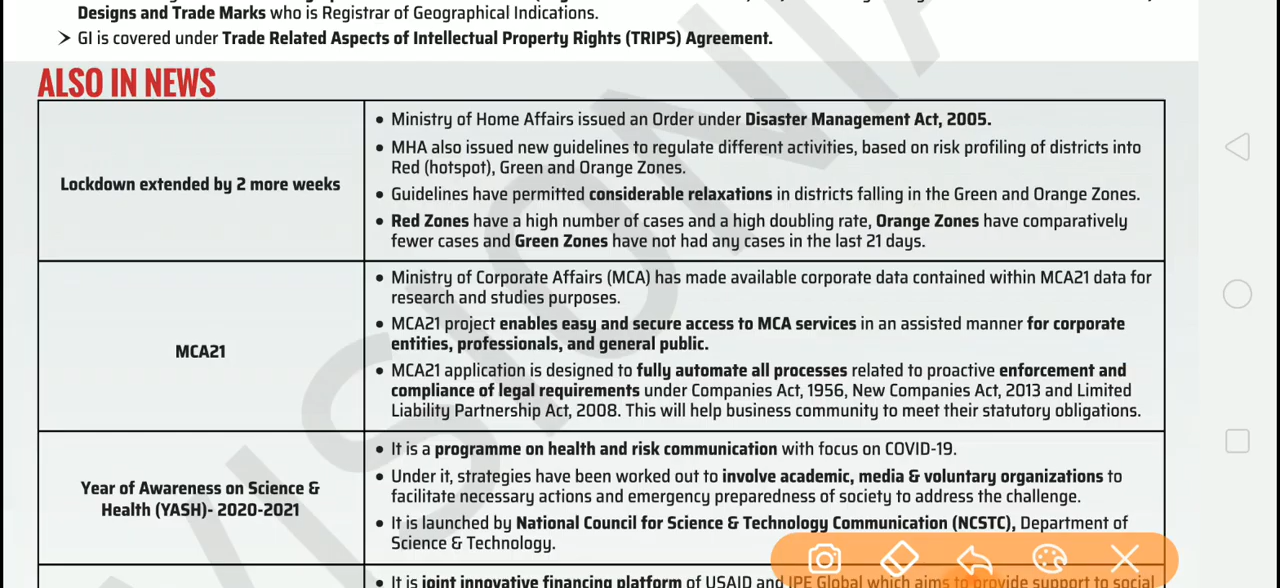 Designs and Trade Marks who is Registrar of Geographical Indications.
➤ GI is covered under Trade Related Aspects of Intellectual Property Rights (TRIPS) Agreement.
ALSO IN NEWS
Lockdown extended by 2 more weeks
• Ministry of Home Affairs issued an Order under Disaster Management Act, 2005.
• MHA also issued new guidelines to regulate different activities, based on risk profiling of districts into
Red (hotspot), Green and Orange Zones.
• Guidelines have permitted considerable relaxations in districts falling in the Green and Orange Zones.
• Red Zones have a high number of cases and a high doubling rate, Orange Zones have comparatively
fewer cases and Green Zones have not had any cases in the last 21 days.
MCA21
• Ministry of Corporate Affairs (MCA) has made available corporate data contained within MCA21 data for
research and studies purposes.
• MCA21 project enables easy and secure access to MCA services in an assisted manner for corporate
entities, professionals, and general public.
• MCA21 application is designed to fully automate all processes related to proactive enforcement and
compliance of legal requirements under Companies Act, 1956, New Companies Act, 2013 and Limited
Liability Partnership Act, 2008. This will help business community to meet their statutory obligations.
Year of Awareness on Science &
Health (YASH)- 2020-2021
• It is a programme on health and risk communication with focus on COVID-19.
• Under it, strategies have been worked out to involve academic, media & voluntary organizations to
facilitate necessary actions and emergency preparedness of society to address the challenge.
• It is launched by National Council for Science & Technology Communication (NCSTC), Department of
Science & Technology.
• It is joint innovative financing platform of USAID and IPE Global which aims to provide support to social
VISIONIA